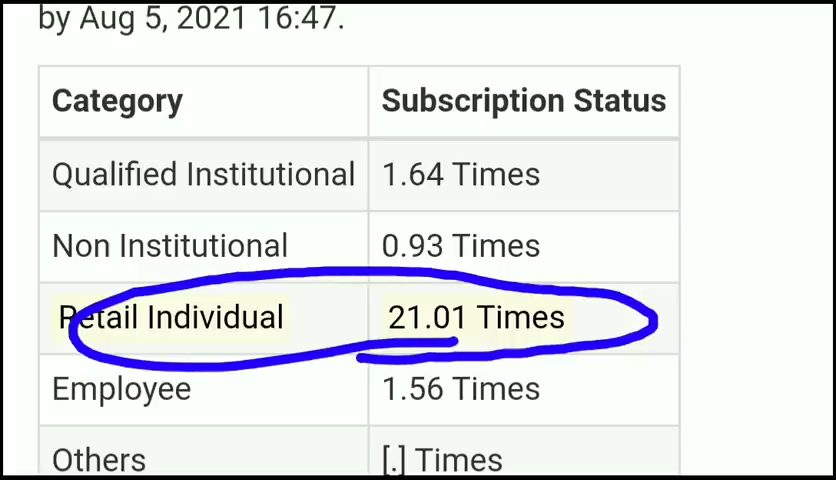 by Aug 5, 2021 16:47.
Category Subscription Status
Qualified Institutional 1.64 Times
Non Institutional 0.93 Times
Retail Individual 21.01 Times
Employee 1.56 Times
Others [.] Times